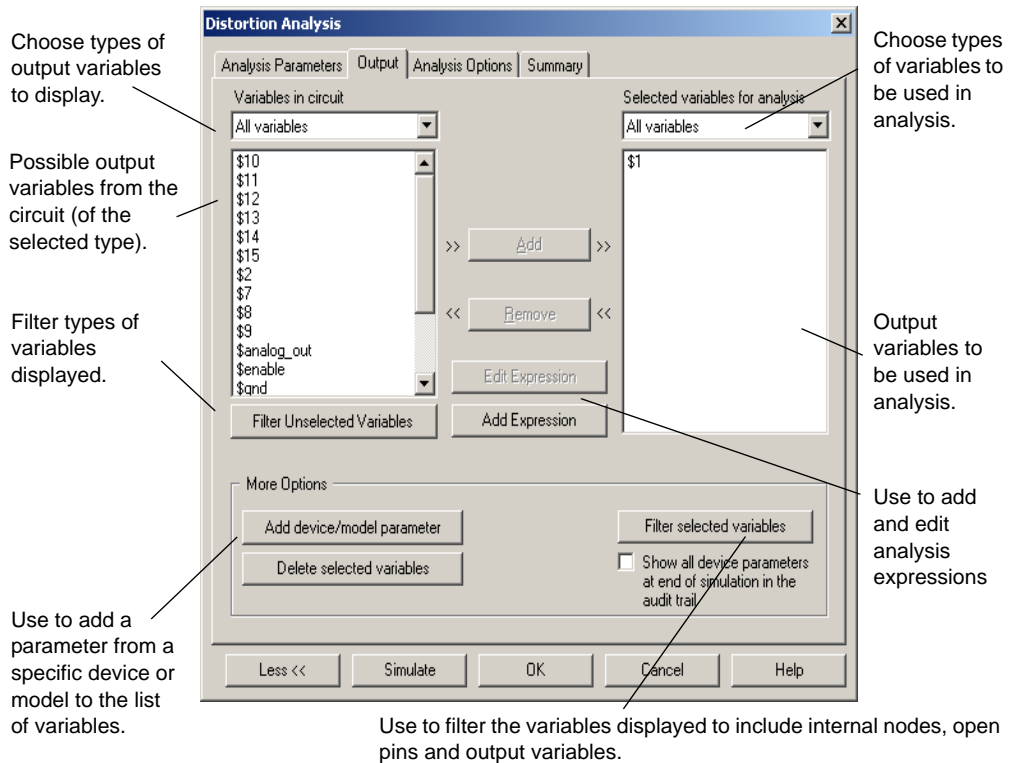 Distortion Analysis
Choose types of
output variables
to display.
Choose types
of variables to
be used in
analysis.
Analysis Parameters
Output
Analysis Options
Summary
Variables in circuit
Selected variables for analysis
All variables
All variables
Possible output
variables from the
circuit (of the
selected type).
$10
$11
$12
$13
$14
$15
$2
$7
$8
$9
$analog_out
$enable
$gnd
$1
>> Add >>
<< Remove <<
Edit Expression
Add Expression
Filter types of
variables
displayed.
Filter Unselected Variables
Output
variables to
be used in
analysis.
Use to add
and edit
analysis
expressions
More Options
Add device/model parameter
Delete selected variables
Filter selected variables
Show all device parameters
at end of simulation in the
audit trail
Use to add a
parameter from a
specific device or
model to the list
of variables.
Less <<
Simulate
OK
Cancel
Help
Use to filter the variables displayed to include internal nodes, open
pins and output variables.